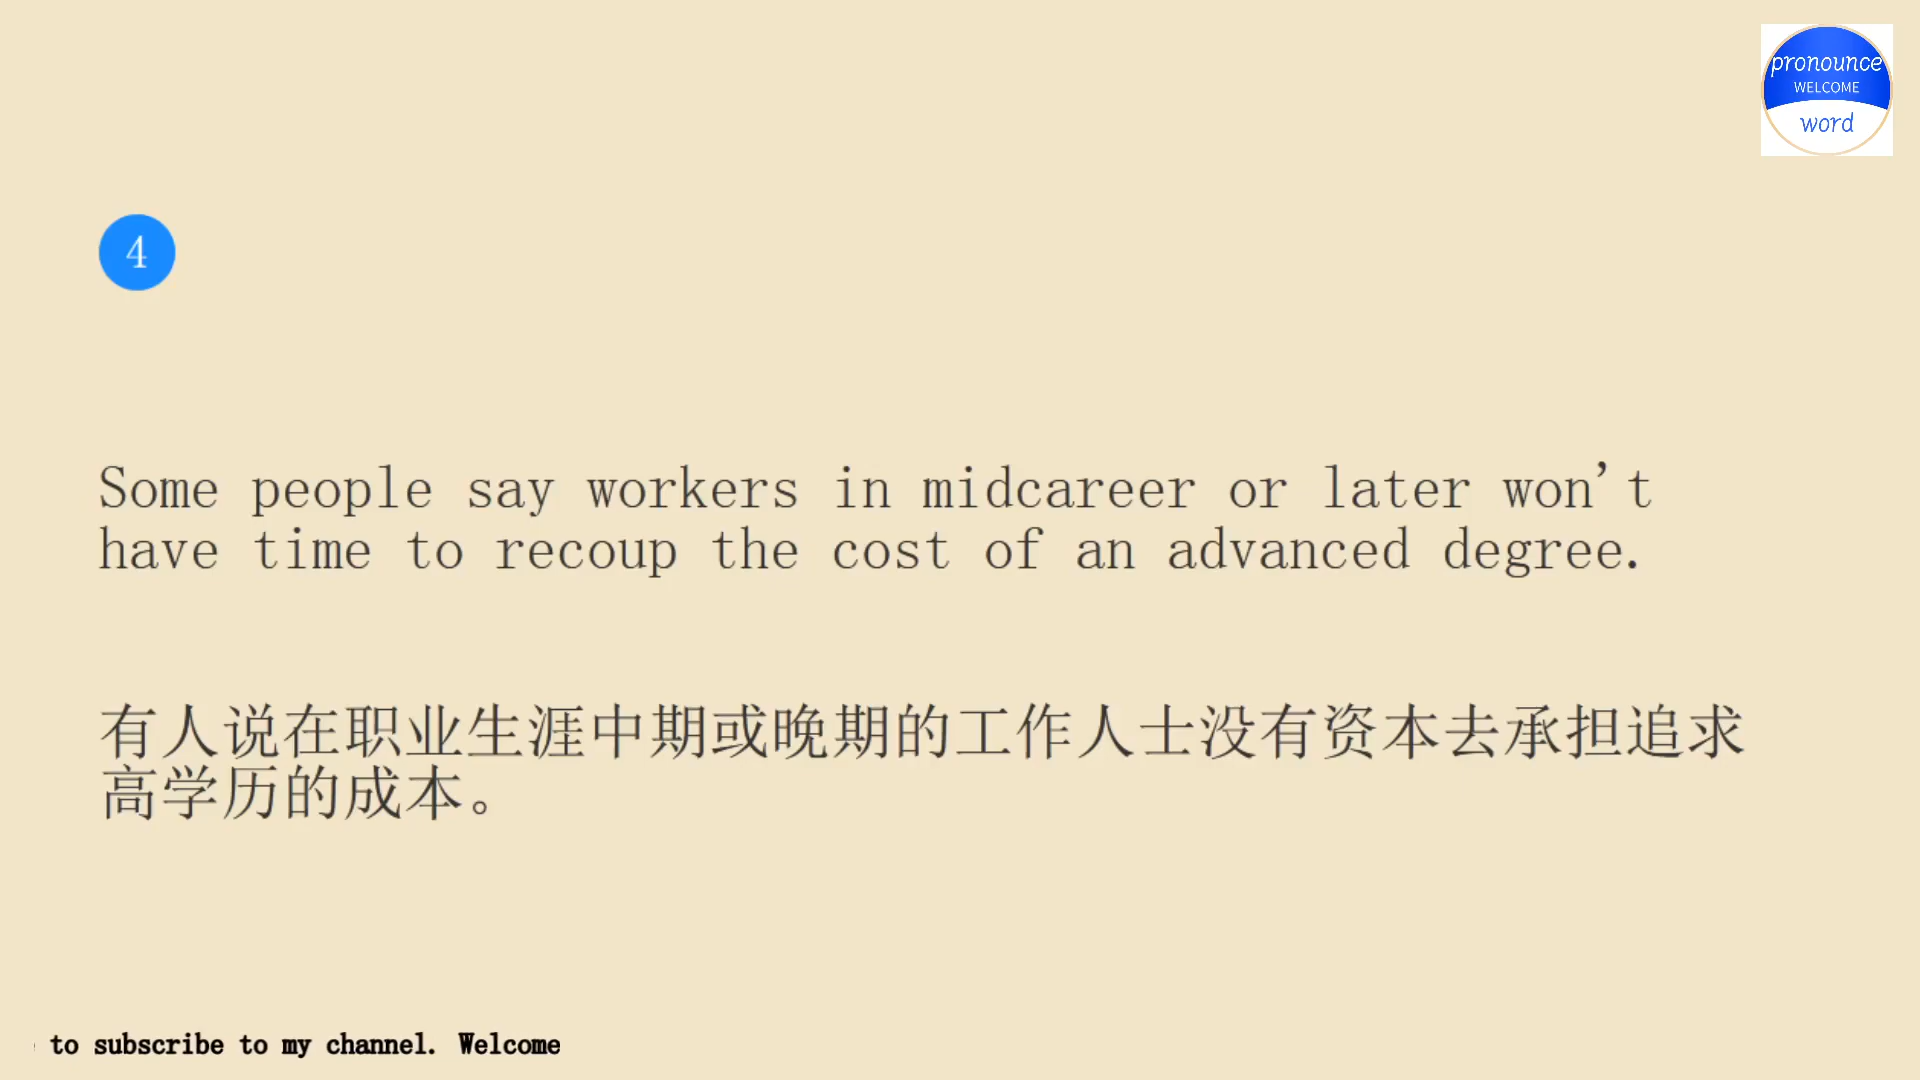 pronounce
WELCOME
word
4
Some people say workers in midcareer or later won't
have time to recoup the cost of an advanced degree.
有人说在职业生涯中期或晚期的工作人士没有资本去承担追求
高学历的成本。
to subscribe to my channel. Welcome